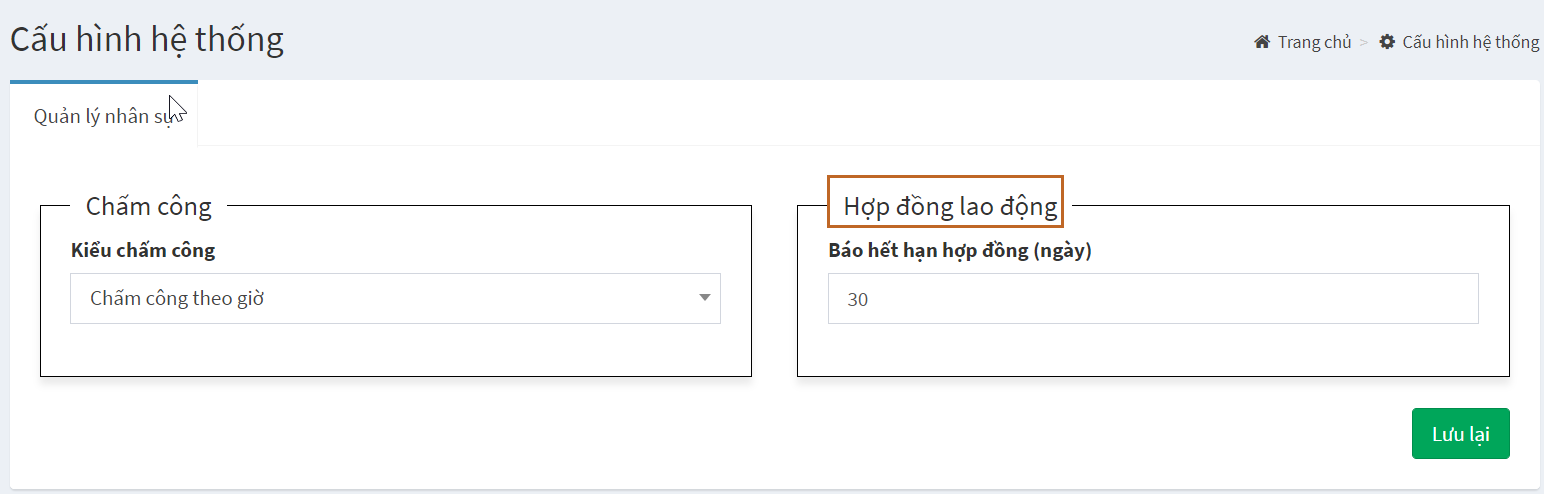 Cấu hình hệ thống
Trang chủ > Cấu hình hệ thống
Quản lý nhân sự
Chấm công
Kiểu chấm công
Chấm công theo giờ
Hợp đồng lao động
Báo hết hạn hợp đồng (ngày)
30
Lưu lại